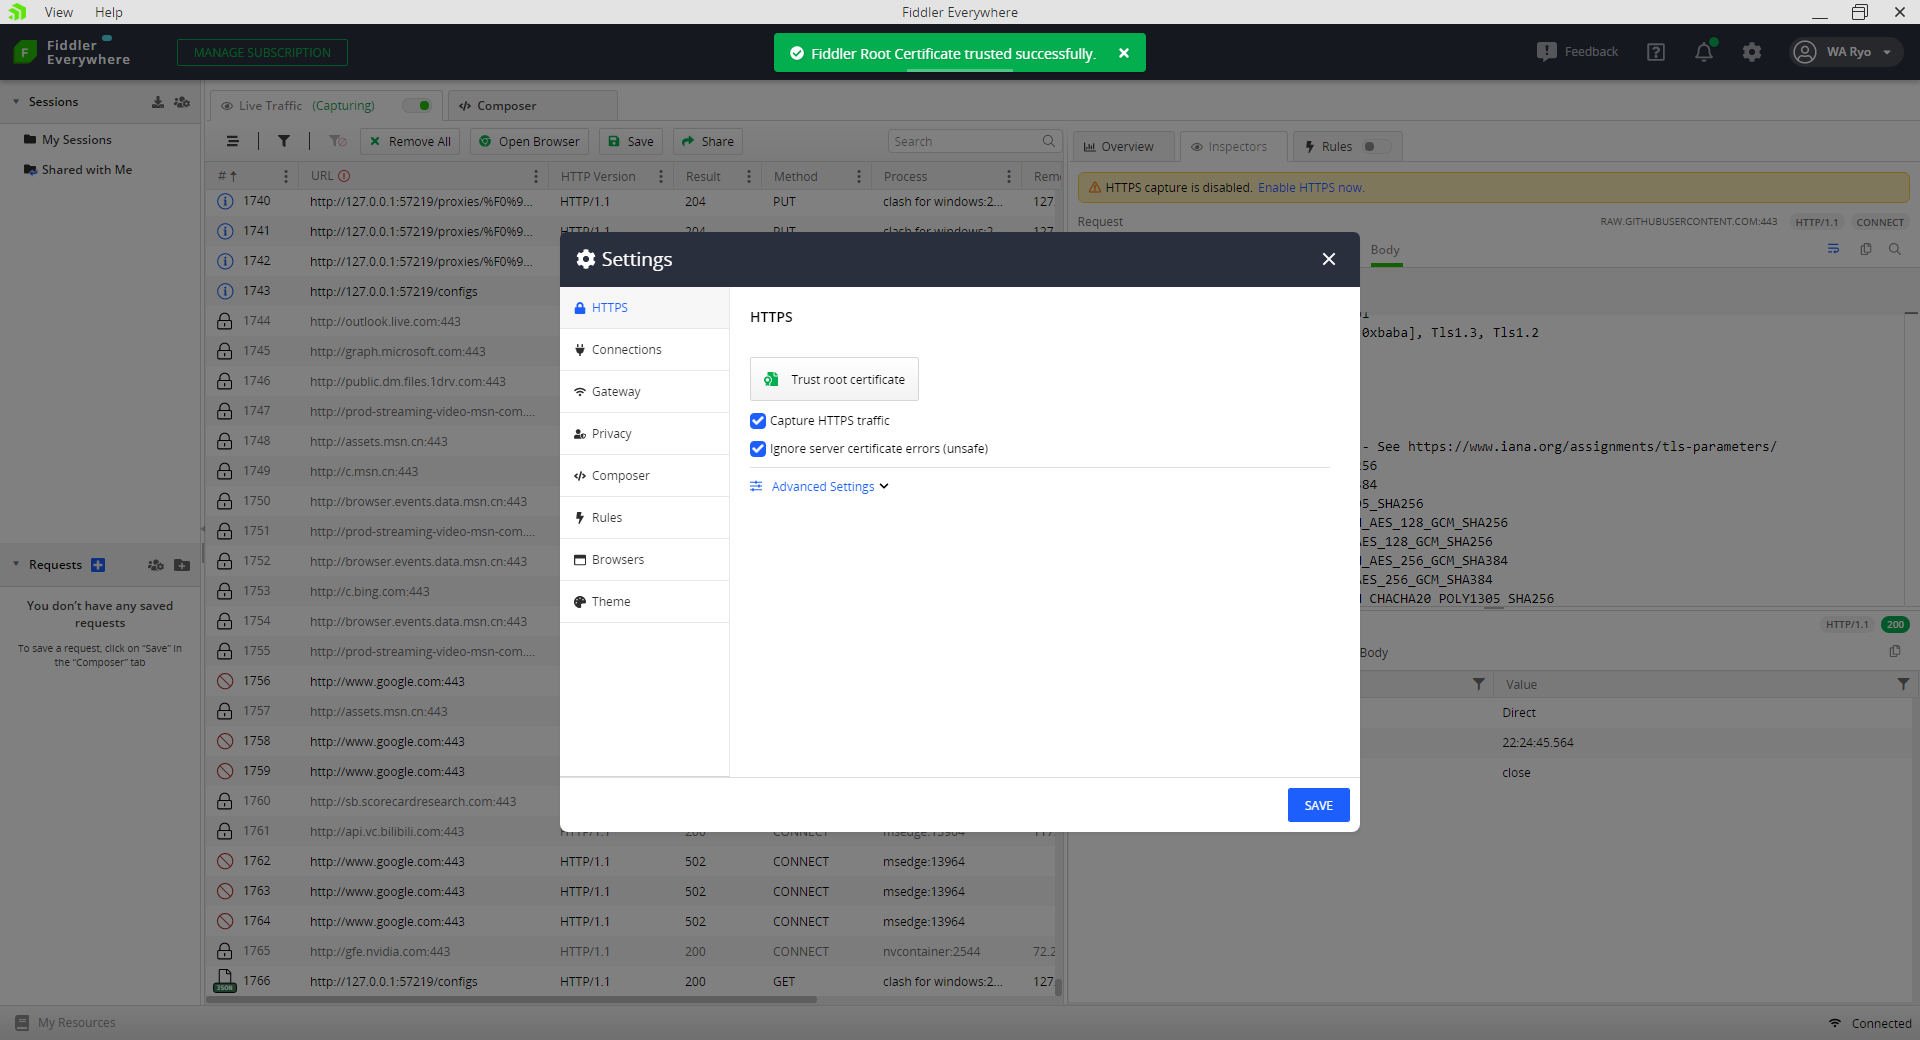 View Help Fiddler Everywhere
Fiddler Everywhere MANAGE SUBSCRIPTION Fiddler Root Certificate trusted successfully. Feedback WA Ryo
Sessions
My Sessions
Shared with Me
Requests
You don't have any saved
requests
To save a request, click on "Save" in
the "Composer" tab
Live Traffic (Capturing) Composer
Remove All Open Browser Save Share Search
# URL HTTP Version Result Method Process Rem
1740 http://127.0.0.1:57219/proxies/%F0%9... HTTP/1.1 204 PUT clash for windows:2... 127.
1741 http://127.0.0.1:57219/proxies/%F0%9... HTTP/1.1 204 PUT clash for windows:2... 127
1742 http://127.0.0.1:57219/proxies/%F0%9...
1743 http://127.0.0.1:57219/configs
1744 http://outlook.live.com:443
1745 http://graph.microsoft.com:443
1746 http://public.dm.files.1drv.com:443
1747 http://prod-streaming-video-msn-com....
1748 http://assets.msn.cn:443
1749 http://c.msn.cn:443
1750 http://browser.events.data.msn.cn:443
1751 http://prod-streaming-video-msn-com....
1752 http://browser.events.data.msn.cn:443
1753 http://c.bing.com:443
1754 http://browser.events.data.msn.cn:443
1755 http://prod-streaming-video-msn-com....
1756 http://www.google.com:443
1757 http://assets.msn.cn:443
1758 http://www.google.com:443
1759 http://www.google.com:443
1760 http://sb.scorecardresearch.com:443
1761 http://api.vc.bilibili.com:443 HTTP/1.1 200 CONNECT msedge:13964
1762 http://www.google.com:443 HTTP/1.1 502 CONNECT msedge:13964
1763 http://www.google.com:443 HTTP/1.1 502 CONNECT msedge:13964
1764 http://www.google.com:443 HTTP/1.1 502 CONNECT msedge:13964
1765 http://gfe.nvidia.com:443 HTTP/1.1 200 CONNECT nvcontainer:2544 72.2
JSON 1766 http://127.0.0.1:57219/configs HTTP/1.1 200 GET clash for windows:2... 127
Settings
HTTPS
Connections
Gateway
Privacy
Composer
Rules
Browsers
Theme
HTTPS
Trust root certificate
Capture HTTPS traffic
Ignore server certificate errors (unsafe)
Advanced Settings
SAVE
Overview Inspectors Rules
HTTPS capture is disabled. Enable HTTPS now.
Request RAW.GITHUBUSERCONTENT.COM:443 HTTP/1.1 CONNECT
Body
0xbaba], Tls1.3, Tls1.2
- See https://www.iana.org/assignments/tls-parameters/
56
84
5_SHA256
_AES_128_GCM_SHA256
ES_128_GCM_SHA256
_AES_256_GCM_SHA384
ES_256_GCM_SHA384
CHACHA20_POLY1305_SHA256
HTTP/1.1 200
Body
Value
Direct
22:24:45.564
close
My Resources Connected